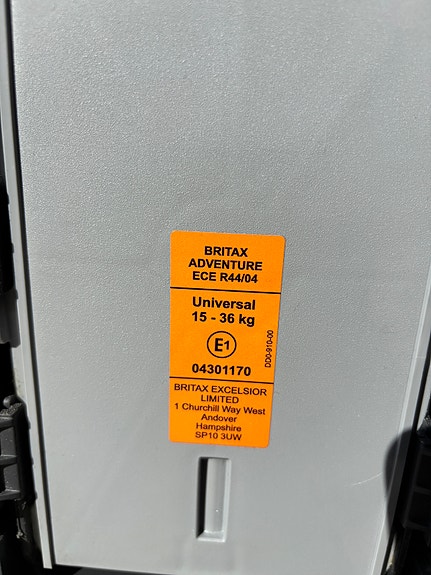 BRITAX
ADVENTURE
ECE R44/04
Universal
15 - 36 kg
E1
04301170
DD0-910-00
BRITAX EXCELSIOR
LIMITED
1 Churchill Way West
Andover
Hampshire
SP10 3UW